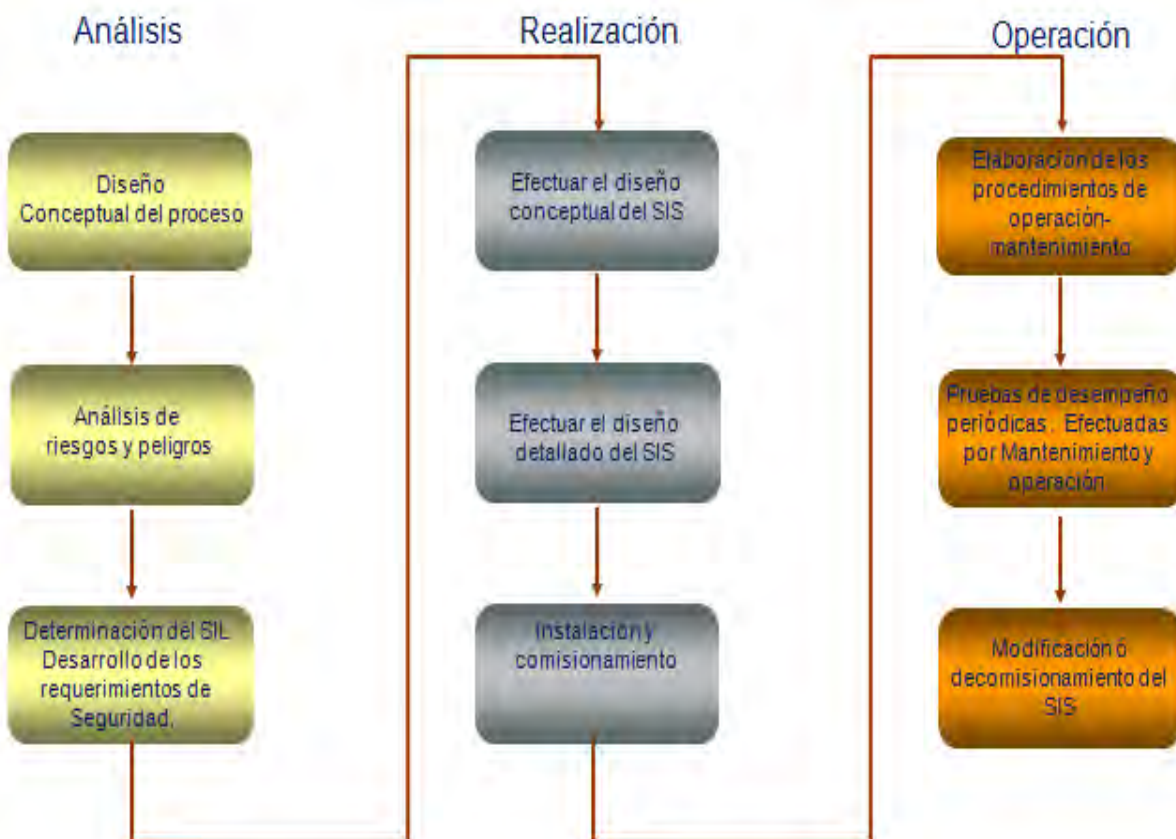 Análisis
Diseño
Conceptual del proceso
Análisis de
riesgos y peligros
Determinación del SIL
Desarrollo de los
requerimientos de
Seguridad.
Realización
Efectuar el diseño
conceptual del SIS
Efectuar el diseño
detallado del SIS
Instalación y
comisionamiento
Operación
Elaboración de los
procedimientos de
operación-
mantenimiento
Pruebas de desempeño
periódicas. Efectuadas
por Mantenimiento y
operación
Modificación ó
decomisionamiento del
SIS